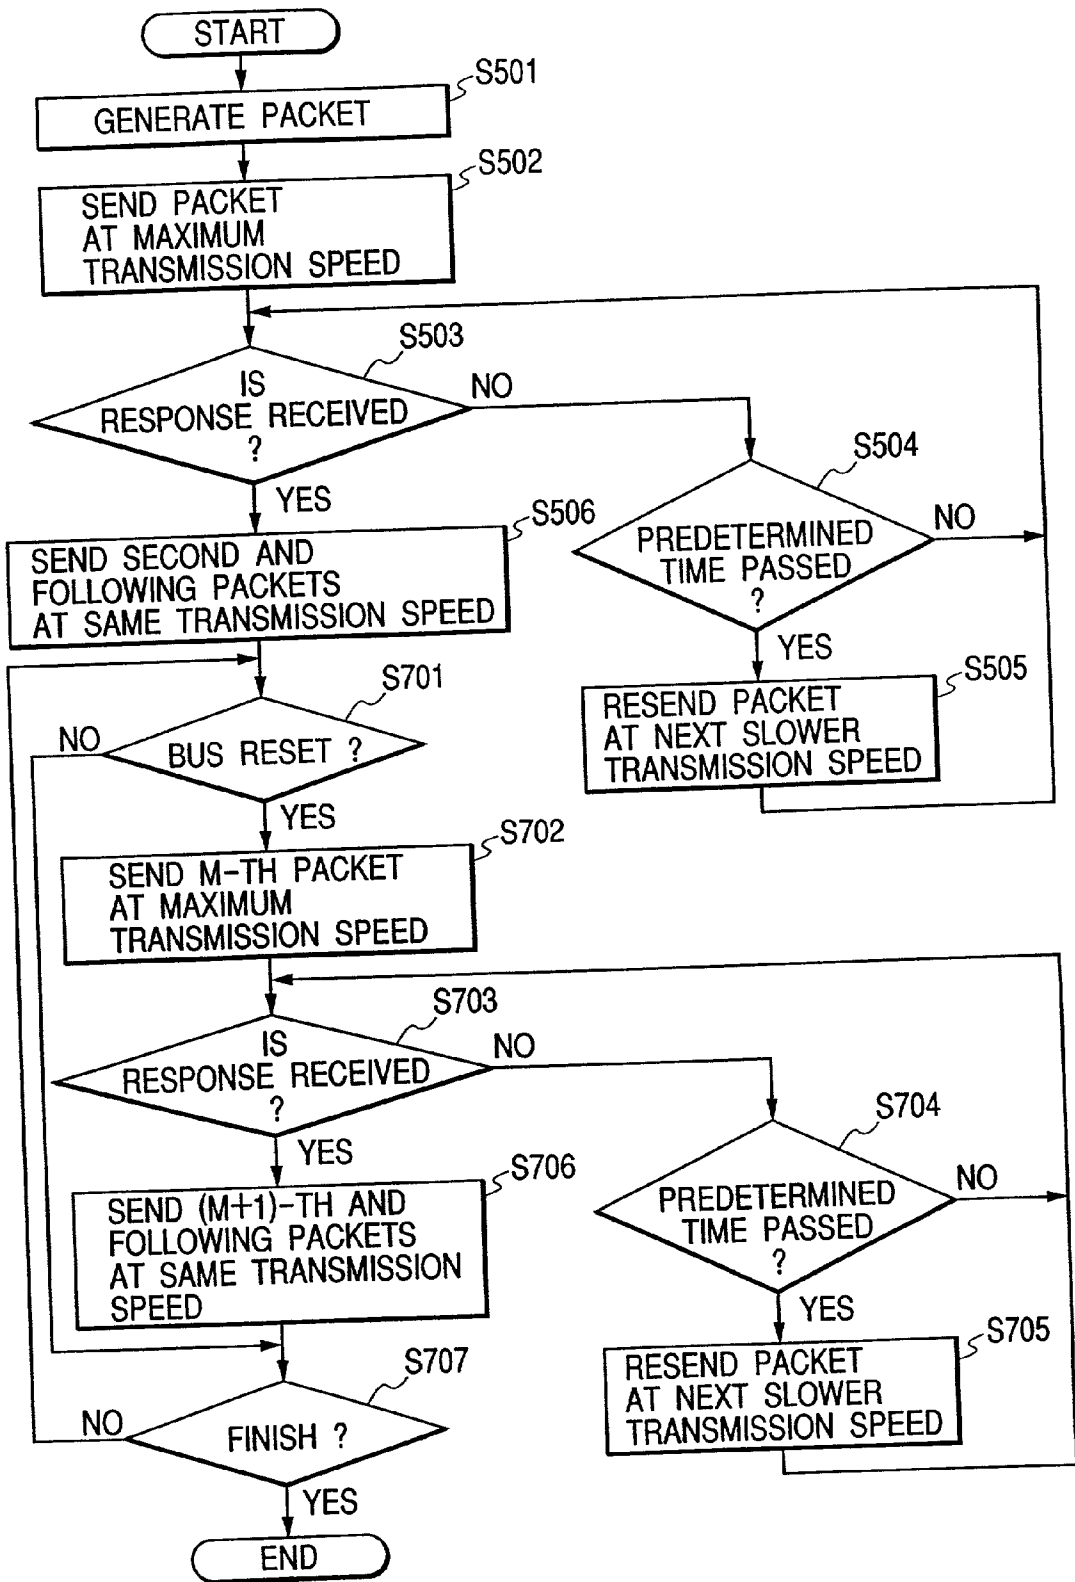 START
S501
GENERATE PACKET
S502
SEND PACKET
AT MAXIMUM
TRANSMISSION SPEED
S503
IS
RESPONSE RECEIVED
?
NO
YES
S504
PREDETERMINED
TIME PASSED
?
NO
YES
S506
SEND SECOND AND
FOLLOWING PACKETS
AT SAME TRANSMISSION SPEED
S505
RESEND PACKET
AT NEXT SLOWER
TRANSMISSION SPEED
S701
NO
BUS RESET ?
YES
S702
SEND M-TH PACKET
AT MAXIMUM
TRANSMISSION SPEED
S703
IS
RESPONSE RECEIVED
?
NO
YES
S704
PREDETERMINED
TIME PASSED
?
NO
YES
S706
SEND (M+1)-TH AND
FOLLOWING PACKETS
AT SAME TRANSMISSION
SPEED
S705
RESEND PACKET
AT NEXT SLOWER
TRANSMISSION SPEED
S707
NO
FINISH ?
YES
END